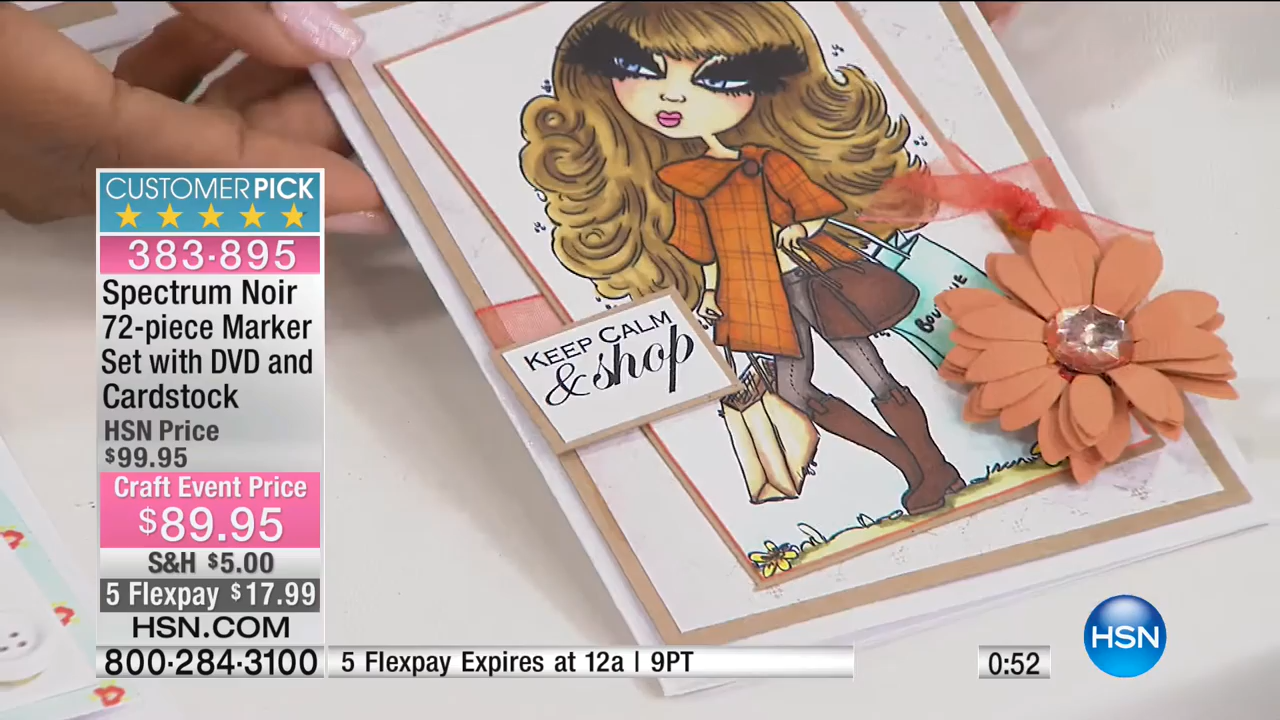 CUSTOMER PICK
383·895
Spectrum Noir
72-piece Marker
Set with DVD and
Cardstock
HSN Price
$99.95
Craft Event Price
$89.95
S&H $5.00
5 Flexpay $17.99
HSN.COM
800·284·3100
5 Flexpay Expires at 12a | 9PT
0:52
HSN
KEEP CALM
& shop